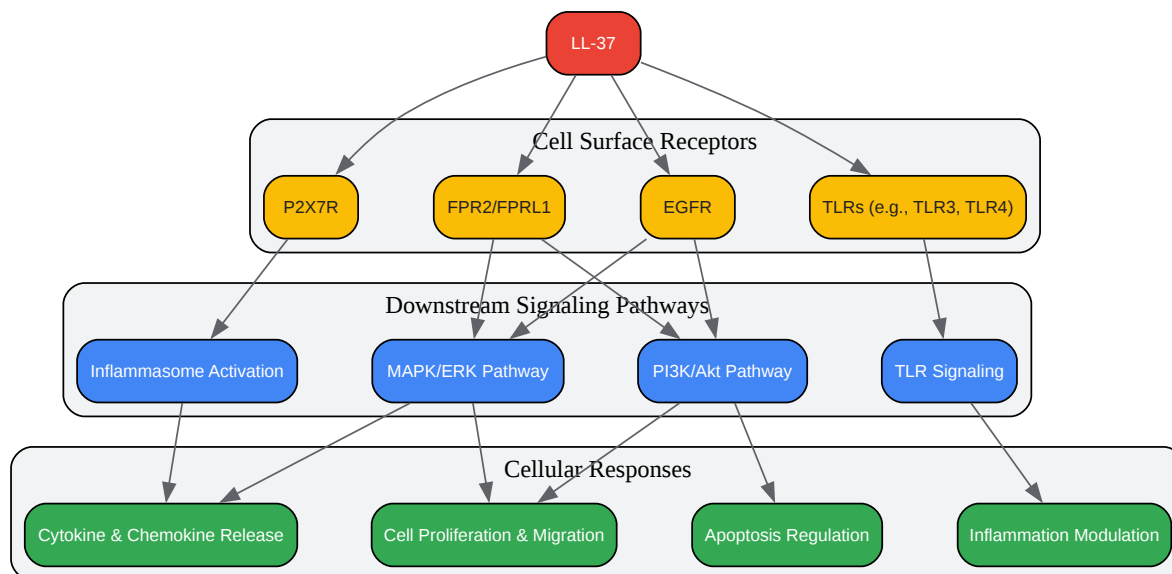 LL-37
Cell Surface Receptors
P2X7R
FPR2/FPRL1
EGFR
TLRs (e.g., TLR3, TLR4)
Downstream Signaling Pathways
Inflammasome Activation
MAPK/ERK Pathway
PI3K/Akt Pathway
TLR Signaling
Cellular Responses
Cytokine & Chemokine Release
Cell Proliferation & Migration
Apoptosis Regulation
Inflammation Modulation